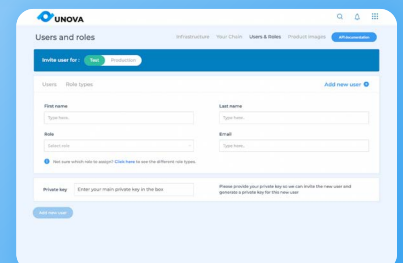 UNOVA
Users and roles
Infrastructure Your Chain Users & Roles Product Images API documentation
Invite user for : Test Production
Users Role types Add new user
First name Last name
Type here.. Type here..
Role Email
Select role Type here..
Not sure which role to assign? Click here to see the different role types.
Private key Enter your main private key in the box
Please provide your private key so we can invite the new user and
generate a private key for this new user
Add new user